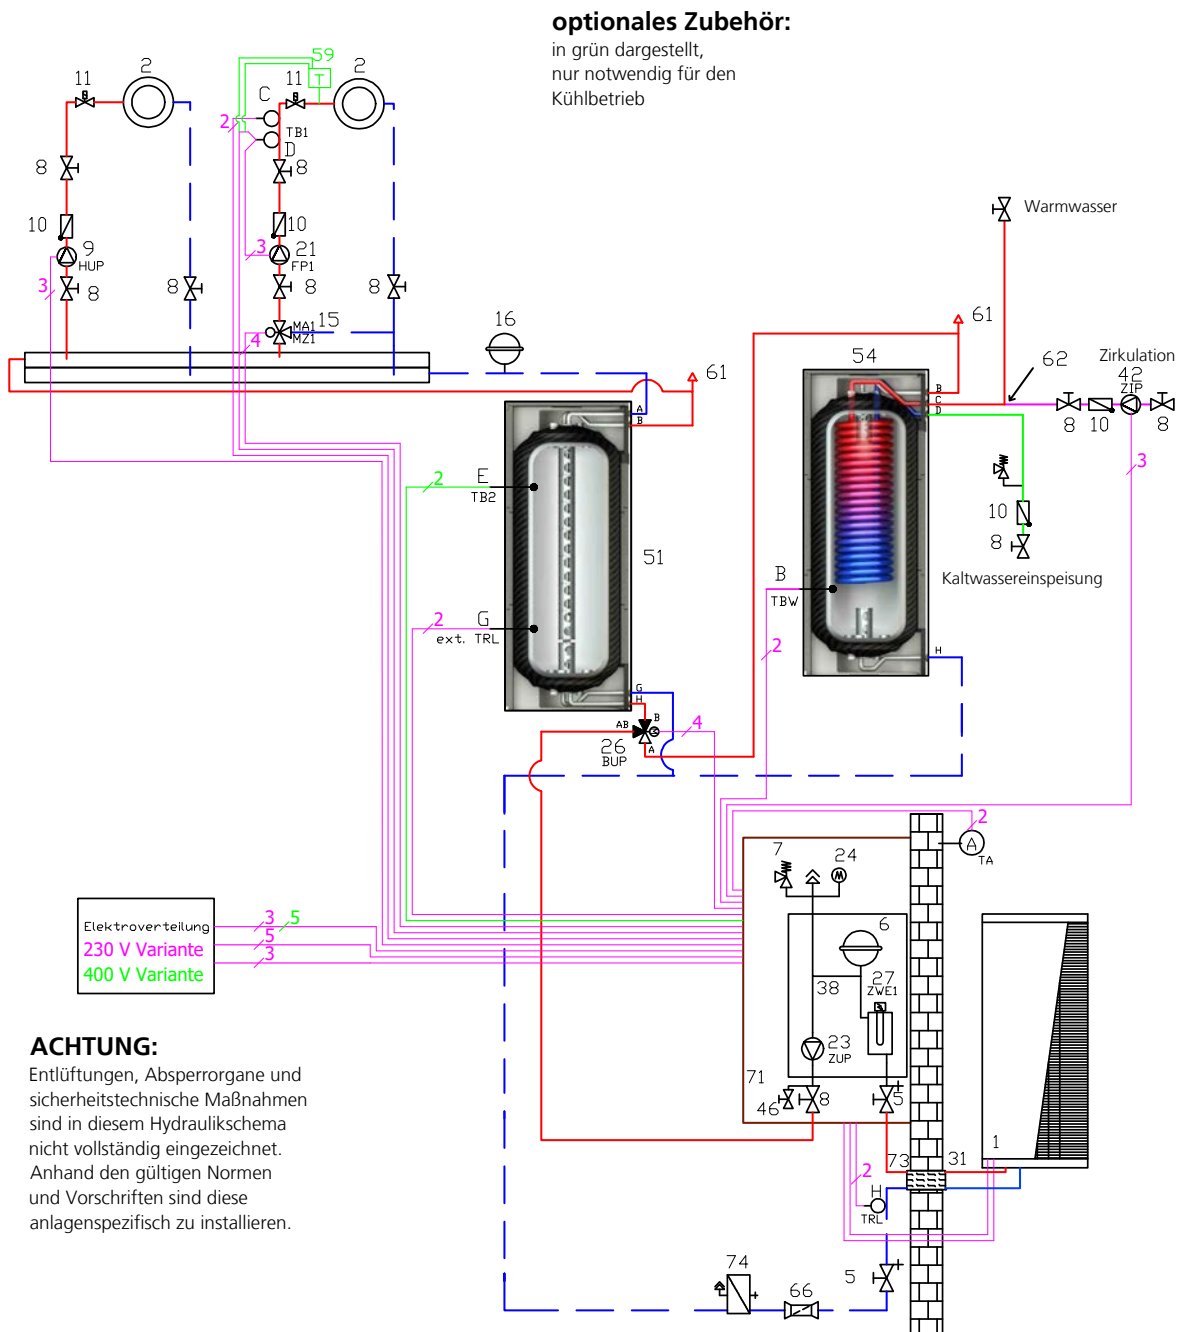 optionales Zubehör:
in grün dargestellt,
nur notwendig für den
Kühlbetrieb
59
T
11
2
11
2
C
2
TB1
D
8
8
10
10
9
HUP
3
21
FP1
3
8
8
8
8
MA1
MZ1
15
4
16
61
A
B
Warmwasser
61
54
62
Zirkulation
42
ZIP
B
C
D
8
10
8
3
10
8
Kaltwassereinspeisung
2
E
TB2
51
2
G
ext. TRL
B
TBW
2
H
G
H
AB
B
A
26
BUP
4
2
A
TA
7
24
6
38
27
ZWE1
23
ZUP
71
46
8
5
Elektroverteilung
230 V Variante
400 V Variante
3
5
5
3
2
H
TRL
73
31
1
5
74
66
ACHTUNG:
Entlüftungen, Absperrorgane und
sicherheitstechnische Maßnahmen
sind in diesem Hydraulikschema
nicht vollständig eingezeichnet.
Anhand den gültigen Normen
und Vorschriften sind diese
anlagenspezifisch zu installieren.